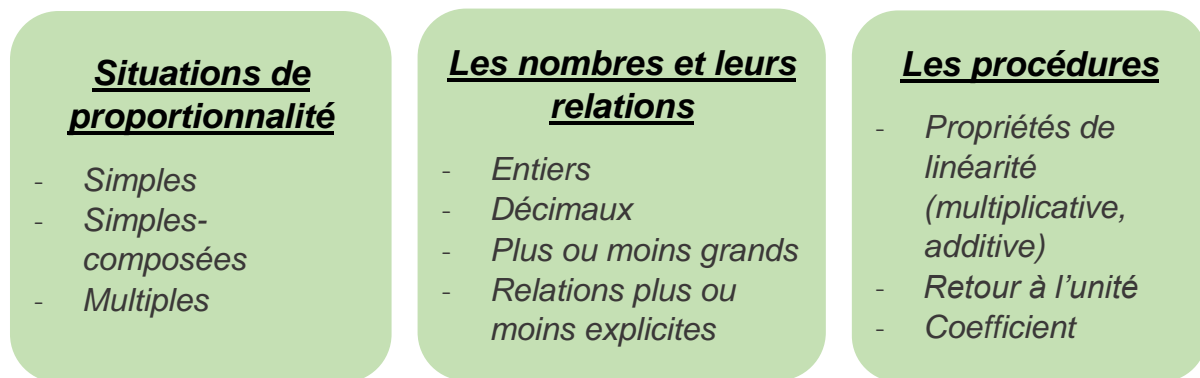 Situations de
proportionnalité
- Simples
- Simples-
composées
- Multiples
Les nombres et leurs
relations
- Entiers
- Décimaux
- Plus ou moins grands
- Relations plus ou
moins explicites
Les procédures
- Propriétés de
linéarité
(multiplicative,
additive)
- Retour à l'unité
- Coefficient